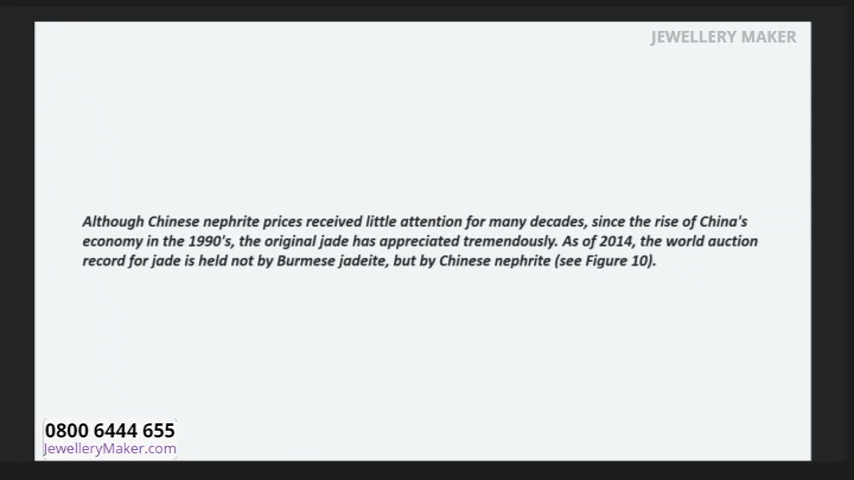 JEWELLERY MAKER
Although Chinese nephrite prices received little attention for many decades, since the rise of China's
economy in the 1990's, the original jade has appreciated tremendously. As of 2014, the world auction
record for jade is held not by Burmese jadeite, but by Chinese nephrite (see Figure 10).
0800 6444 655
JewelleryMaker.com